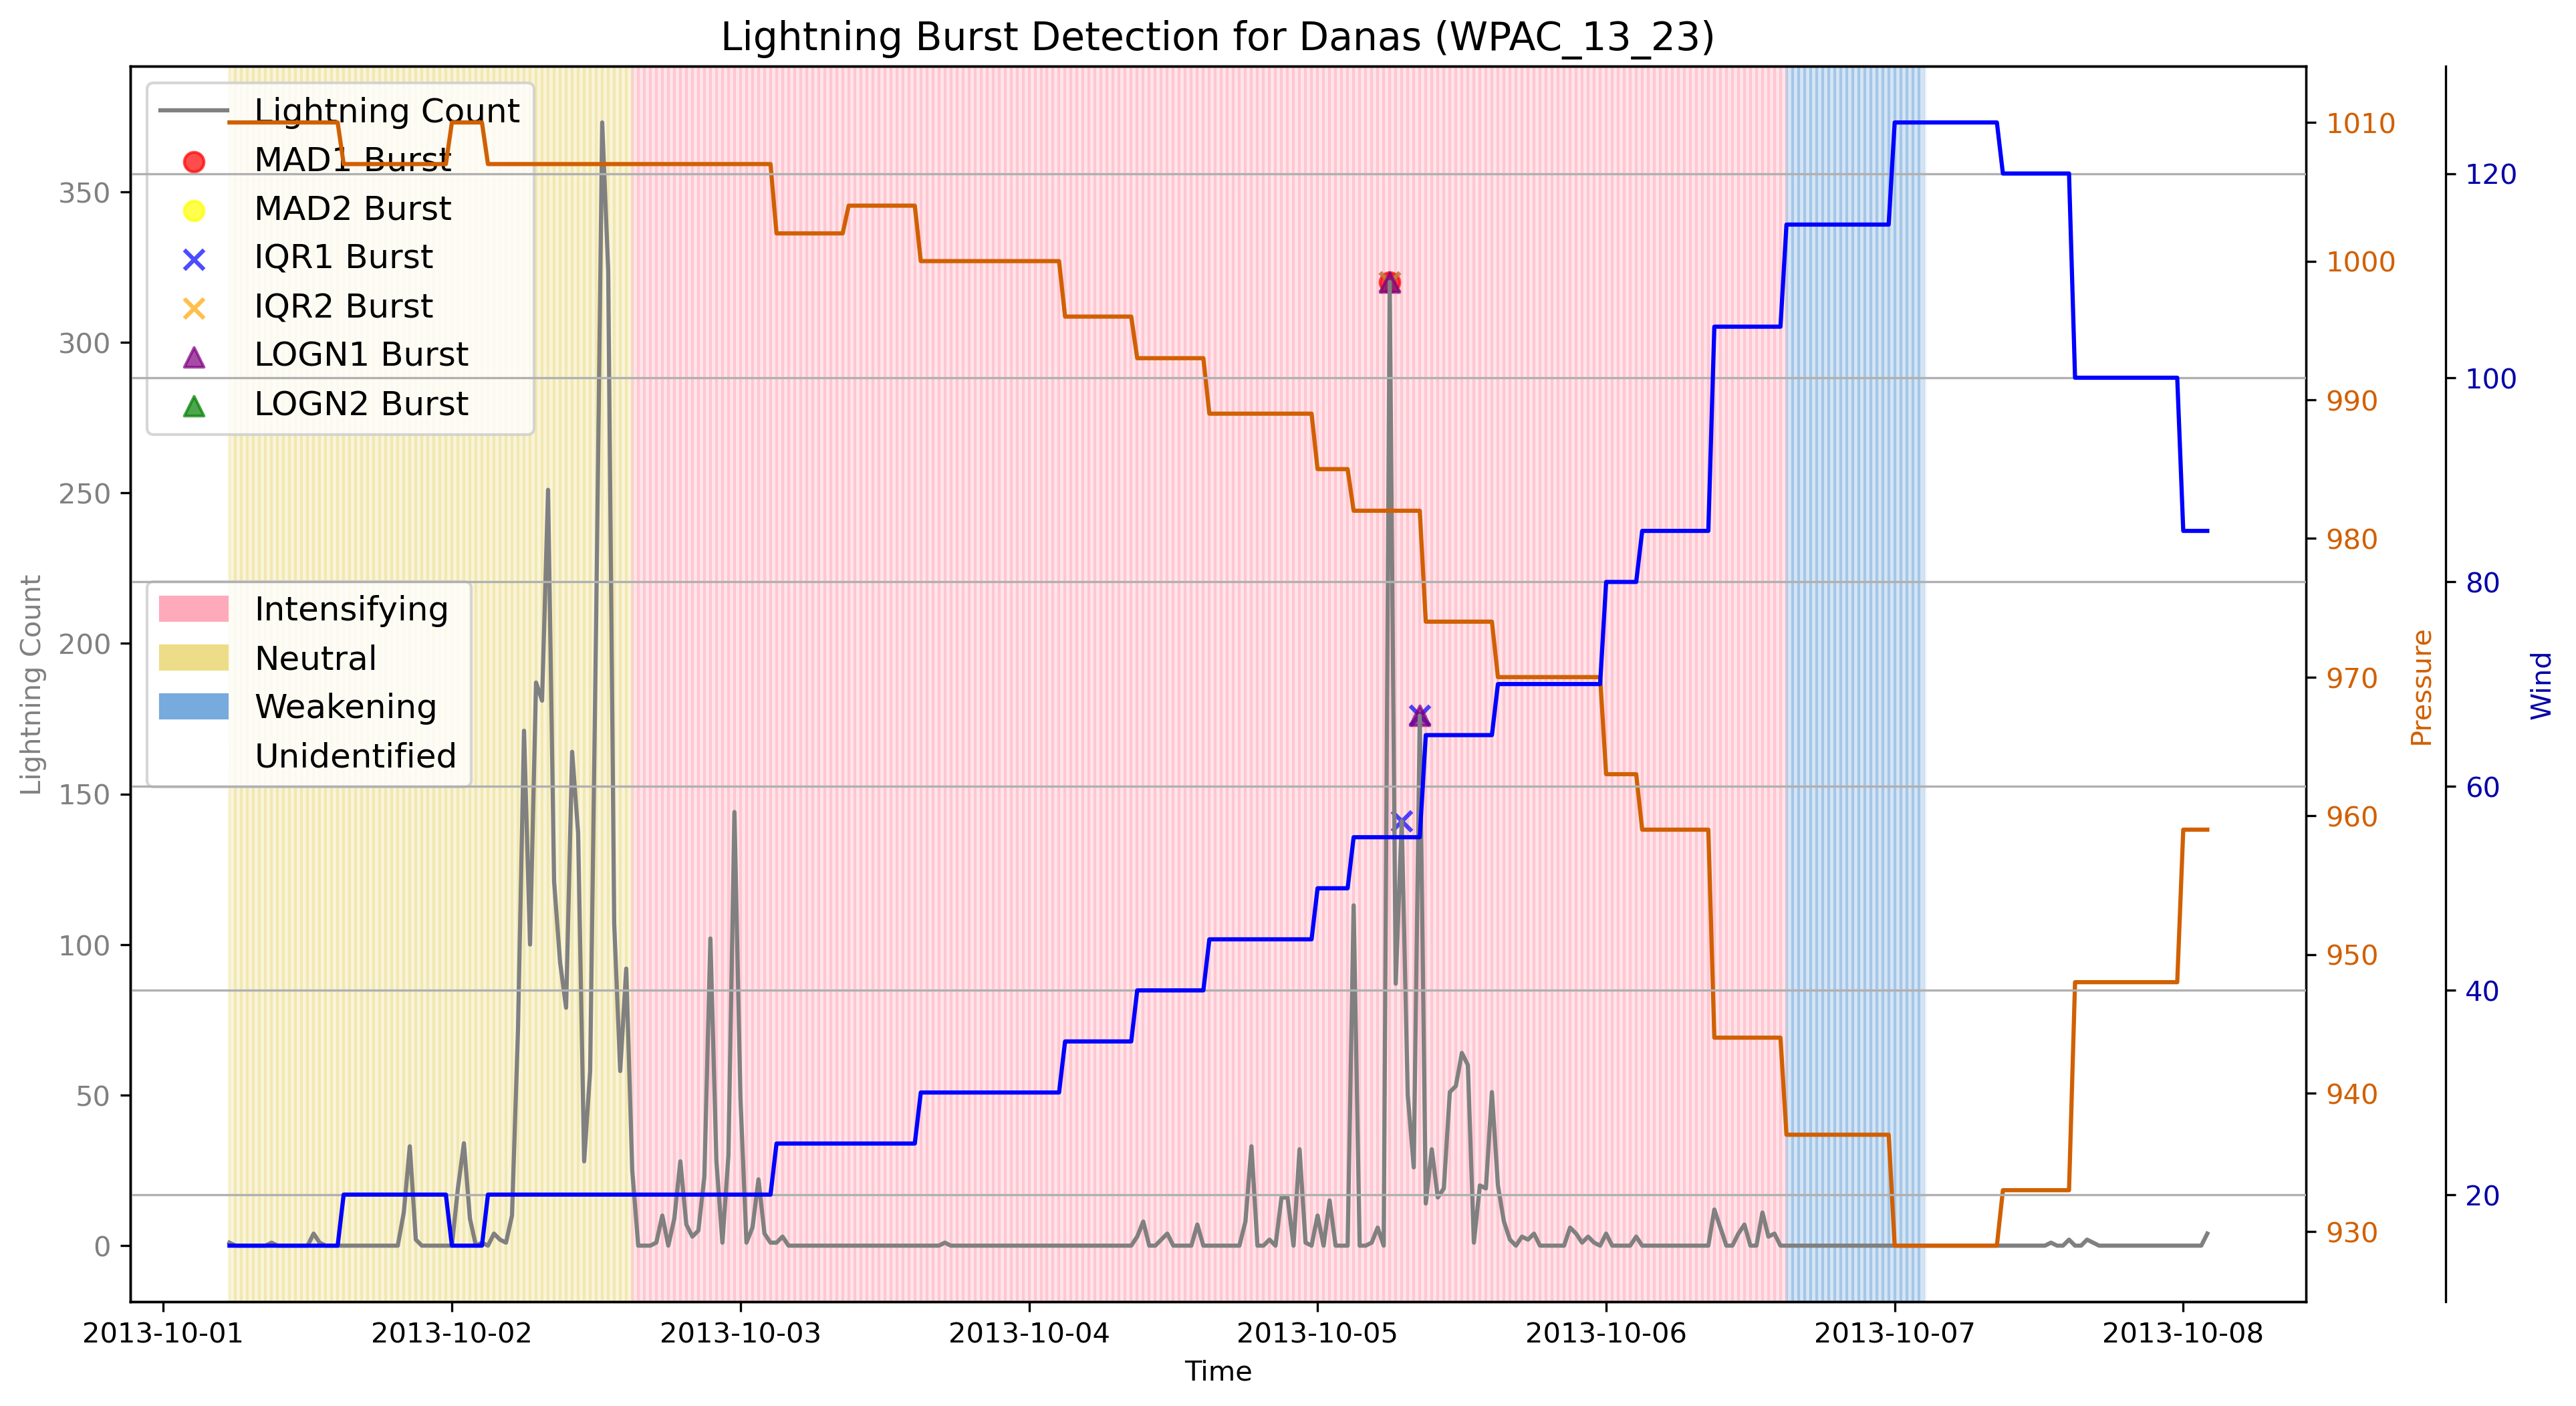 Lightning Burst Detection for Danas (WPAC_13_23)
Lightning Count
MAD1 Burst
MAD2 Burst
IQR1 Burst
IQR2 Burst
LOGN1 Burst
LOGN2 Burst
Intensifying
Neutral
Weakening
Unidentified
Lightning Count
350
300
250
200
150
100
50
0
1010
1000
990
980
970
960
950
940
930
Pressure
120
100
80
60
40
20
Wind
2013-10-01
2013-10-02
2013-10-03
2013-10-04
2013-10-05
2013-10-06
2013-10-07
2013-10-08
Time